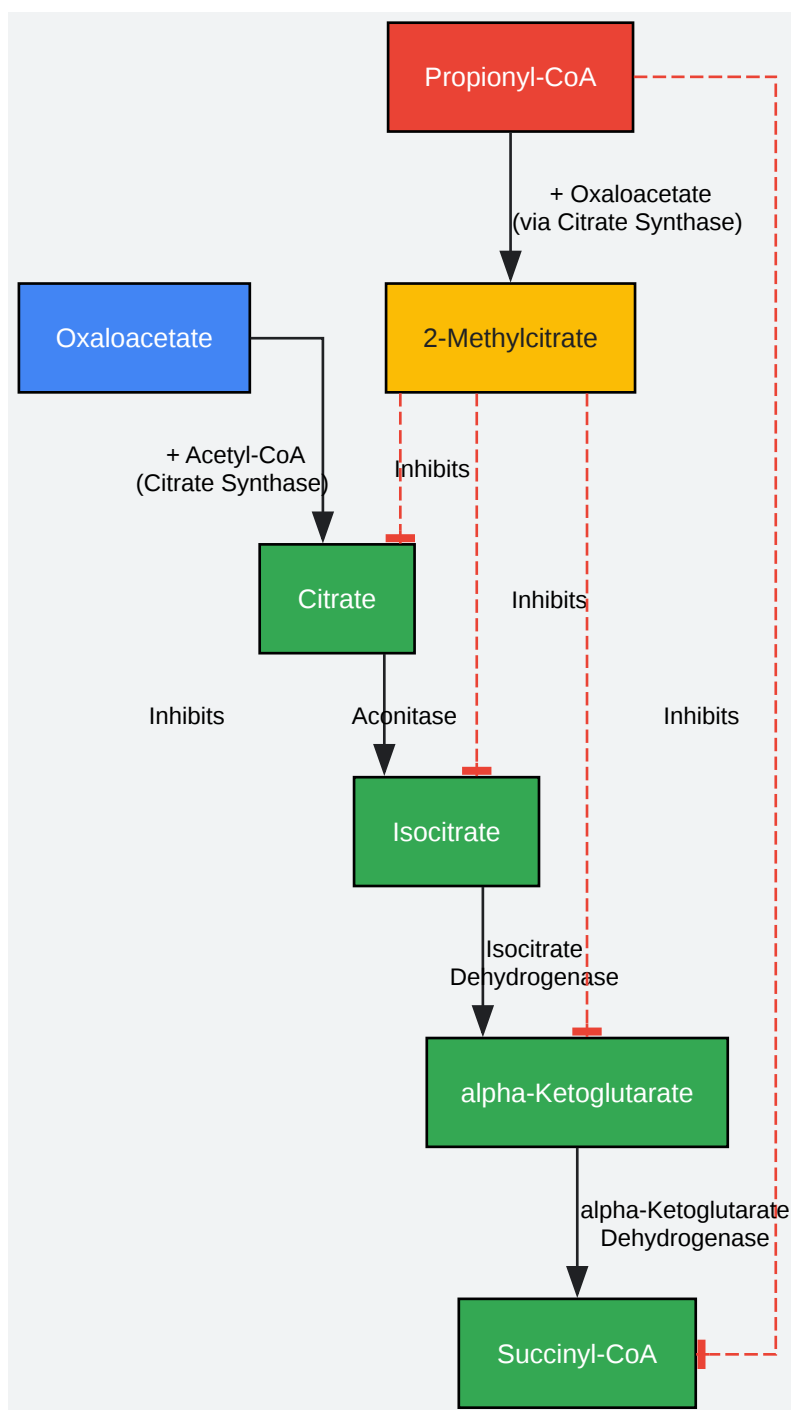 Propionyl-CoA
+ Oxaloacetate
(via Citrate Synthase)
Oxaloacetate
2-Methylcitrate
+ Acetyl-CoA
(Citrate Synthase)
Inhibits
Citrate
Inhibits
Inhibits
Aconitase
Inhibits
Isocitrate
Isocitrate
Dehydrogenase
alpha-Ketoglutarate
alpha-Ketoglutarate
Dehydrogenase
Succinyl-CoA